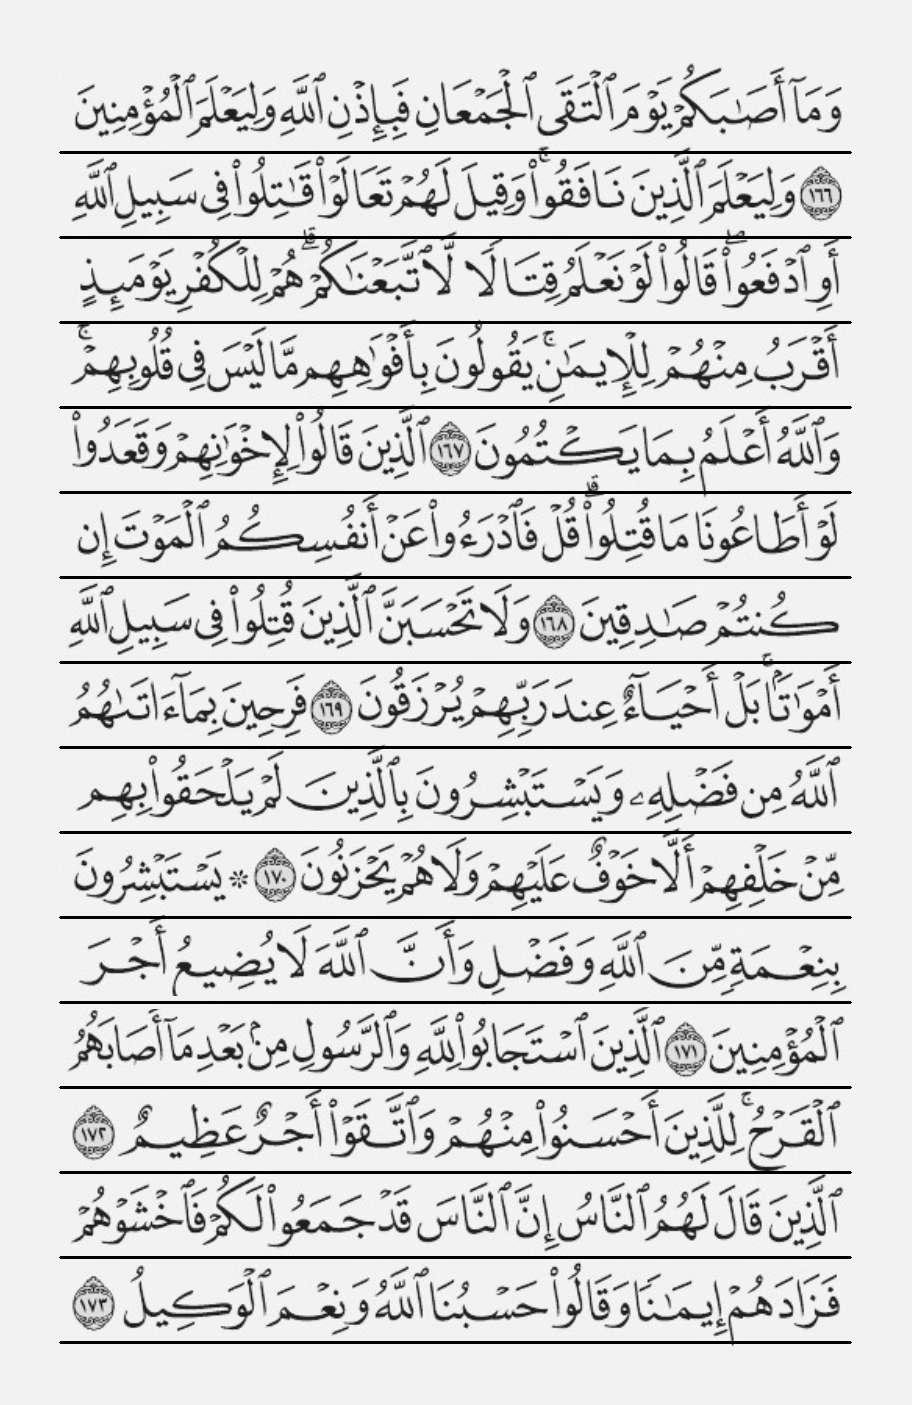 وَمَآ أَصَٰبَكُمْ يَوْمَ ٱلْتَقَى ٱلْجَمْعَانِ فَبِإِذْنِ ٱللَّهِ وَلِيَعْلَمَ ٱلْمُؤْمِنِينَ
١٦٦ وَلِيَعْلَمَ ٱلَّذِينَ نَافَقُوا۟ۚ وَقِيلَ لَهُمْ تَعَالَوْا۟ قَٰتِلُوا۟ فِى سَبِيلِ ٱللَّهِ
أَوِ ٱدْفَعُوا۟ۖ قَالُوا۟ لَوْ نَعْلَمُ قِتَالًا لَّٱتَّبَعْنَٰكُمْۗ هُمْ لِلْكُفْرِ يَوْمَئِذٍ
أَقْرَبُ مِنْهُمْ لِلْإِيمَٰنِۚ يَقُولُونَ بِأَفْوَٰهِهِم مَّا لَيْسَ فِى قُلُوبِهِمْۚ
وَٱللَّهُ أَعْلَمُ بِمَا يَكْتُمُونَ ١٦٧ ٱلَّذِينَ قَالُوا۟ لِإِخْوَٰنِهِمْ وَقَعَدُوا۟
لَوْ أَطَاعُونَا مَا قُتِلُوا۟ۗ قُلْ فَٱدْرَءُوا۟ عَنْ أَنفُسِكُمُ ٱلْمَوْتَ إِن
كُنتُمْ صَٰدِقِينَ ١٦٨ وَلَا تَحْسَبَنَّ ٱلَّذِينَ قُتِلُوا۟ فِى سَبِيلِ ٱللَّهِ
أَمْوَٰتَۢاۚ بَلْ أَحْيَآءٌ عِندَ رَبِّهِمْ يُرْزَقُونَ ١٦٩ فَرِحِينَ بِمَآ ءَاتَىٰهُمُ
ٱللَّهُ مِن فَضْلِهِۦ وَيَسْتَبْشِرُونَ بِٱلَّذِينَ لَمْ يَلْحَقُوا۟ بِهِم
مِّنْ خَلْفِهِمْ أَلَّا خَوْفٌ عَلَيْهِمْ وَلَا هُمْ يَحْزَنُونَ ١٧٠ * يَسْتَبْشِرُونَ
بِنِعْمَةٍ مِّنَ ٱللَّهِ وَفَضْلٍ وَأَنَّ ٱللَّهَ لَا يُضِيعُ أَجْرَ
ٱلْمُؤْمِنِينَ ١٧١ ٱلَّذِينَ ٱسْتَجَابُوا۟ لِلَّهِ وَٱلرَّسُولِ مِنۢ بَعْدِ مَآ أَصَابَهُمُ
ٱلْقَرْحُۚ لِلَّذِينَ أَحْسَنُوا۟ مِنْهُمْ وَٱتَّقَوْا۟ أَجْرٌ عَظِيمٌ ١٧٢
ٱلَّذِينَ قَالَ لَهُمُ ٱلنَّاسُ إِنَّ ٱلنَّاسَ قَدْ جَمَعُوا۟ لَكُمْ فَٱخْشَوْهُمْ
فَزَادَهُمْ إِيمَٰنًا وَقَالُوا۟ حَسْبُنَا ٱللَّهُ وَنِعْمَ ٱلْوَكِيلُ ١٧٣